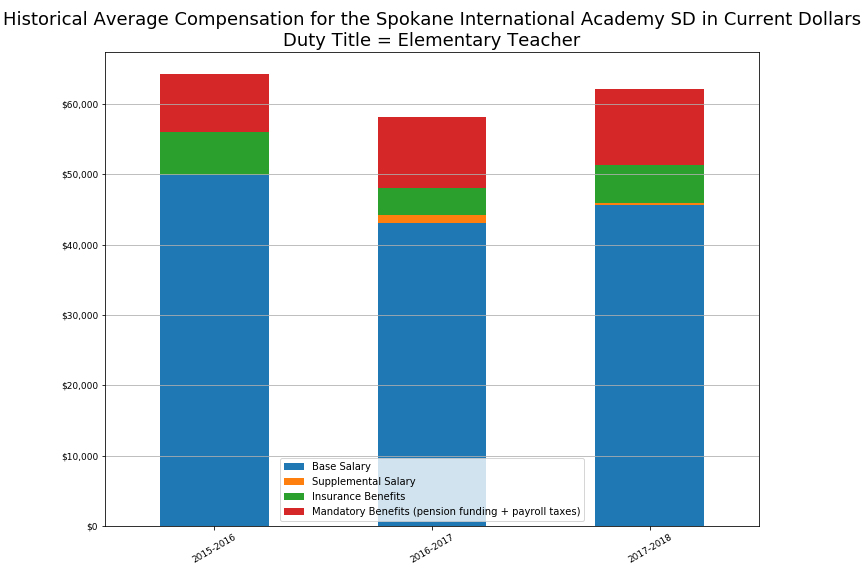 Historical Average Compensation for the Spokane International Academy SD in Current Dollars
Duty Title = Elementary Teacher
$60,000
$50,000
$40,000
$30,000
$20,000
$10,000
$0
Base Salary
Supplemental Salary
Insurance Benefits
Mandatory Benefits (pension funding + payroll taxes)
2015-2016
2016-2017
2017-2018